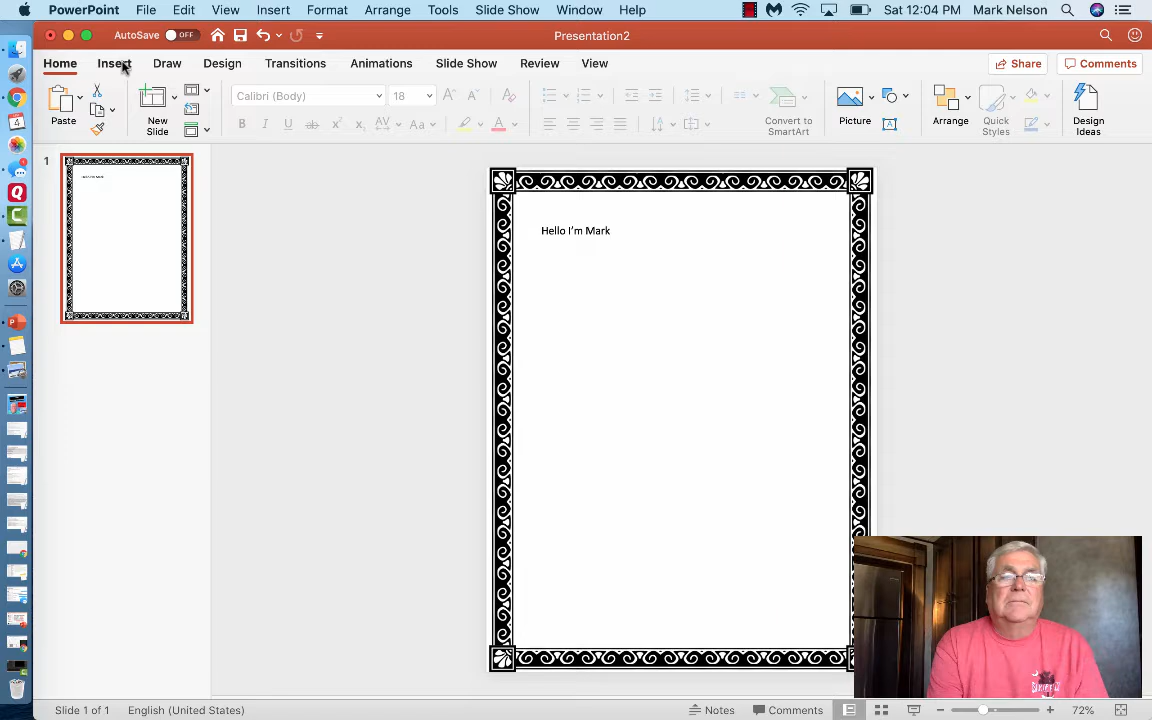 PowerPoint File Edit View Insert Format Arrange Tools Slide Show Window Help Sat 12:04 PM Mark Nelson
AutoSave OFF Presentation2
Home Insert Draw Design Transitions Animations Slide Show Review View Share Comments
Calibri (Body) 18
Paste New Slide Convert to SmartArt Picture Arrange Quick Styles Design Ideas
1
Hello I'm Mark
Hello I'm Mark
Slide 1 of 1 English (United States) Notes Comments 72%